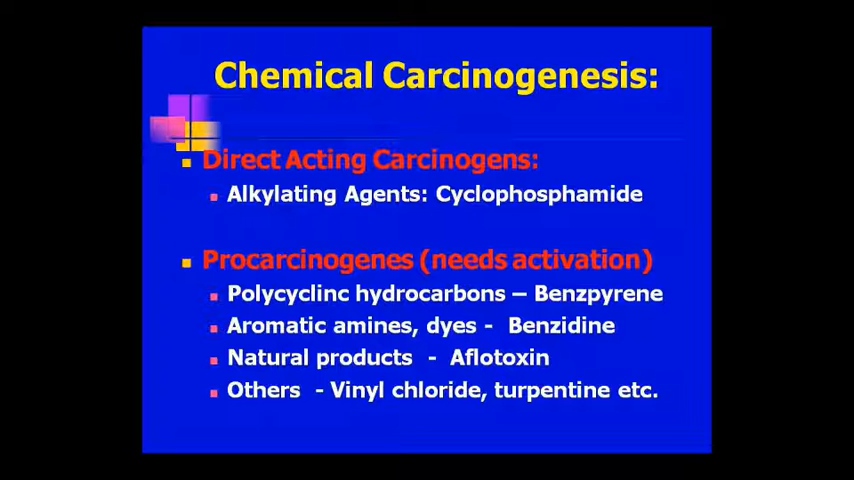 Chemical Carcinogenesis:
Direct Acting Carcinogens:
Alkylating Agents: Cyclophosphamide
Procarcinogenes (needs activation)
Polycyclinc hydrocarbons – Benzpyrene
Aromatic amines, dyes - Benzidine
Natural products - Aflotoxin
Others - Vinyl chloride, turpentine etc.